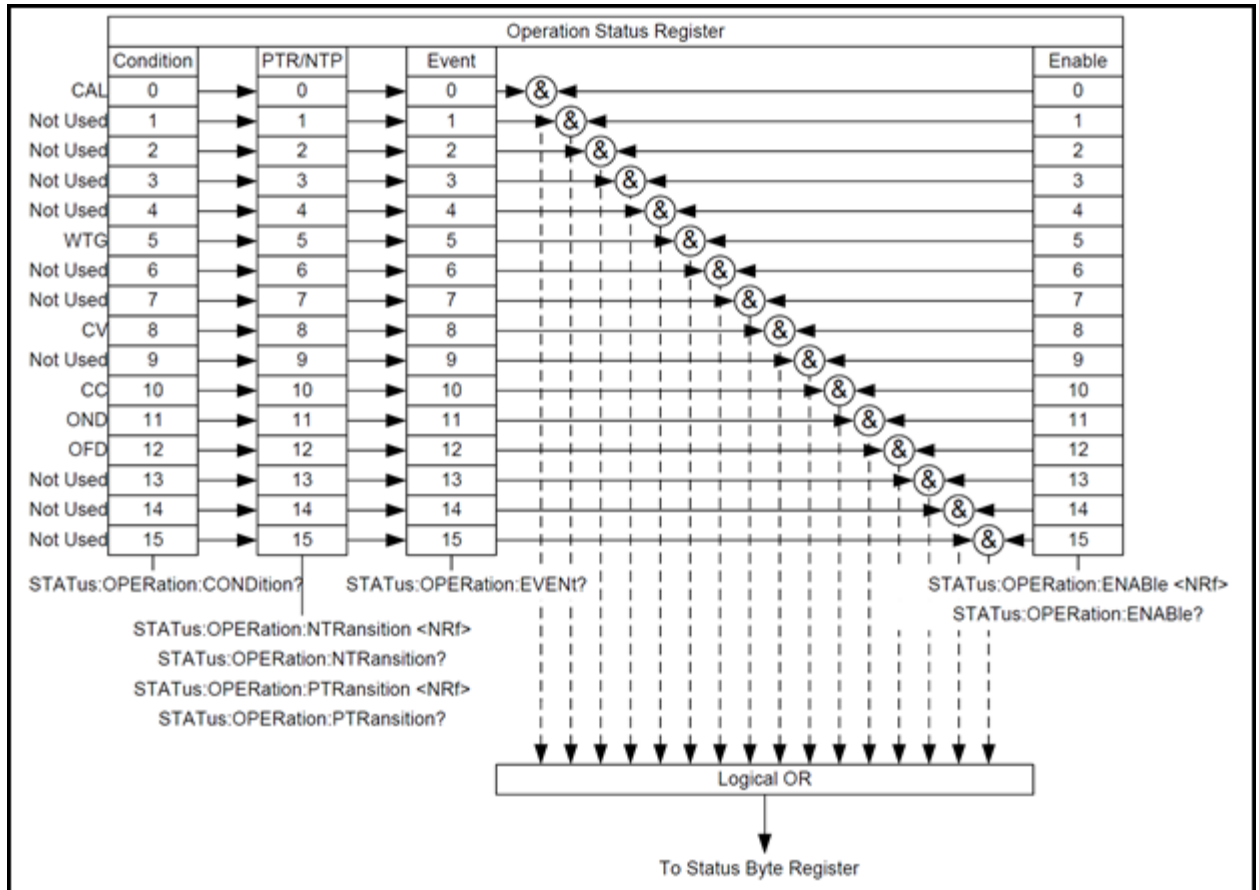 Operation Status Register
Condition PTR/NTP Event Enable
CAL 0 0 0 & 0
Not Used 1 1 1 & 1
Not Used 2 2 2 & 2
Not Used 3 3 3 & 3
Not Used 4 4 4 & 4
WTG 5 5 5 & 5
Not Used 6 6 6 & 6
Not Used 7 7 7 & 7
CV 8 8 8 & 8
Not Used 9 9 9 & 9
CC 10 10 10 & 10
OND 11 11 11 & 11
OFD 12 12 12 & 12
Not Used 13 13 13 & 13
Not Used 14 14 14 & 14
Not Used 15 15 15 & 15
STATus:OPERation:CONDition? STATus:OPERation:EVENt? STATus:OPERation:ENABle <NRf>
STATus:OPERation:ENABle?
STATus:OPERation:NTRansition <NRf>
STATus:OPERation:NTRansition?
STATus:OPERation:PTRansition <NRf>
STATus:OPERation:PTRansition?
Logical OR
To Status Byte Register